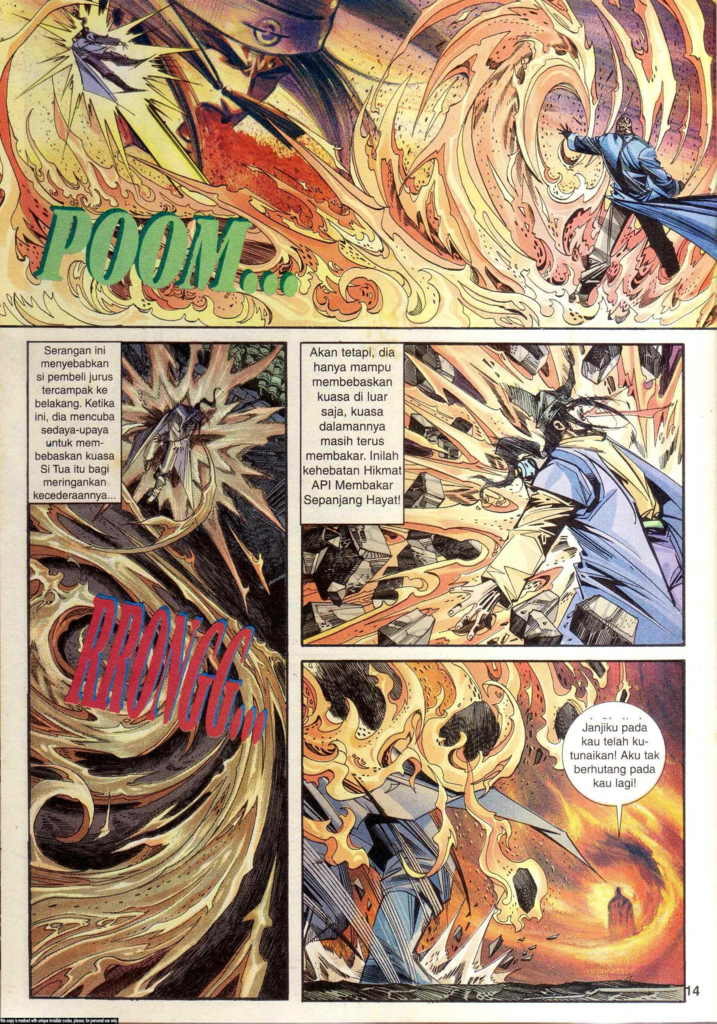 POOM...
Serangan ini
menyebabkan
si pembeli jurus
tercampak ke
belakang. Ketika
ini, dia mencuba
sedaya-upaya
untuk mem-
bebaskan kuasa
Si Tua itu bagi
meringankan
kecederaannya...
Akan tetapi, dia
hanya mampu
membebaskan
kuasa di luar
saja, kuasa
dalamannya
masih terus
membakar. Inilah
kehebatan Hikmat
API Membakar
Sepanjang Hayat!
RRONGG...
Janjiku pada
kau telah ku-
tunaikan! Aku tak
berhutang pada
kau lagi!
14